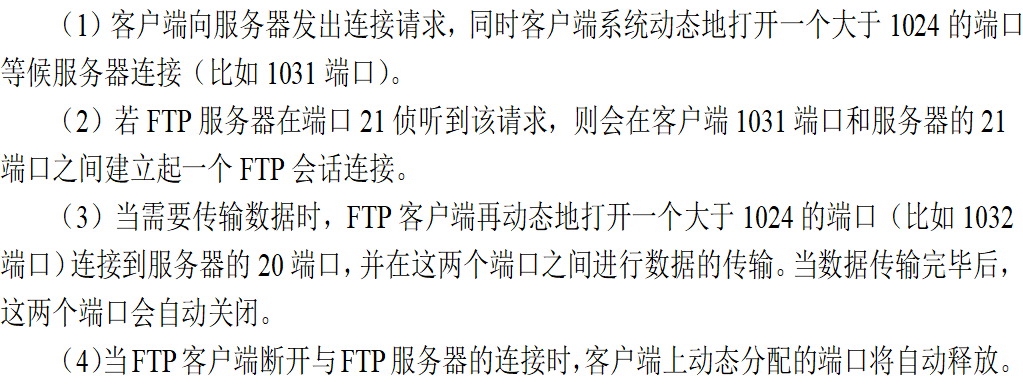 （1）客户端向服务器发出连接请求，同时客户端系统动态地打开一个大于 1024 的端口
等候服务器连接（比如 1031 端口）。
（2）若 FTP 服务器在端口 21 侦听到该请求，则会在客户端 1031 端口和服务器的 21
端口之间建立起一个 FTP 会话连接。
（3）当需要传输数据时，FTP 客户端再动态地打开一个大于 1024 的端口（比如 1032
端口）连接到服务器的 20 端口，并在这两个端口之间进行数据的传输。当数据传输完毕后，
这两个端口会自动关闭。
（4）当 FTP 客户端断开与 FTP 服务器的连接时，客户端上动态分配的端口将自动释放。